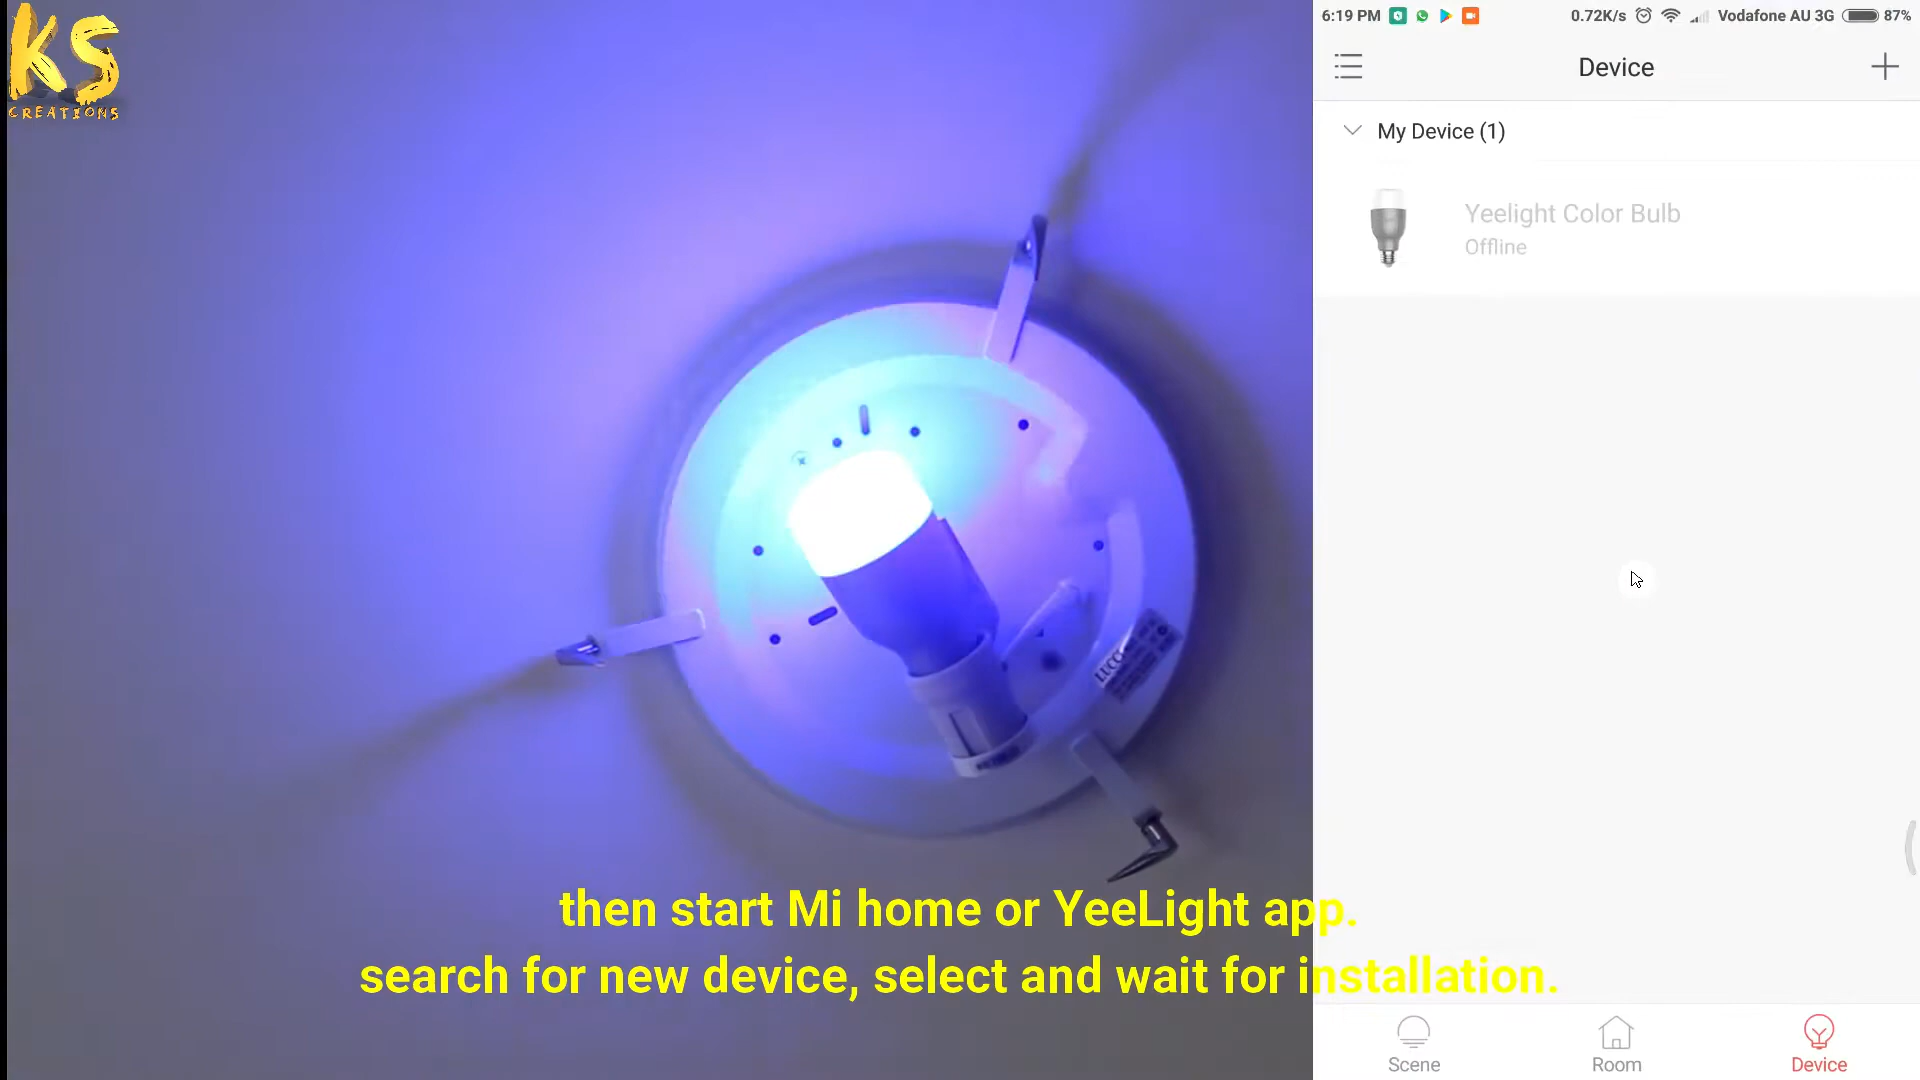 KS
CREATIONS
6:19 PM
0.72K/s
Vodafone AU 3G
87%
Device
My Device (1)
Yeelight Color Bulb
Offline
LUCCI
then start Mi home or YeeLight app.
search for new device, select and wait for installation.
Scene
Room
Device